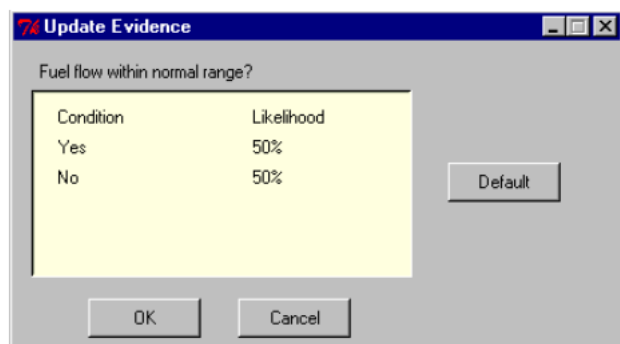 Update Evidence
Fuel flow within normal range?
Condition Likelihood
Yes 50%
No 50%
Default
OK Cancel